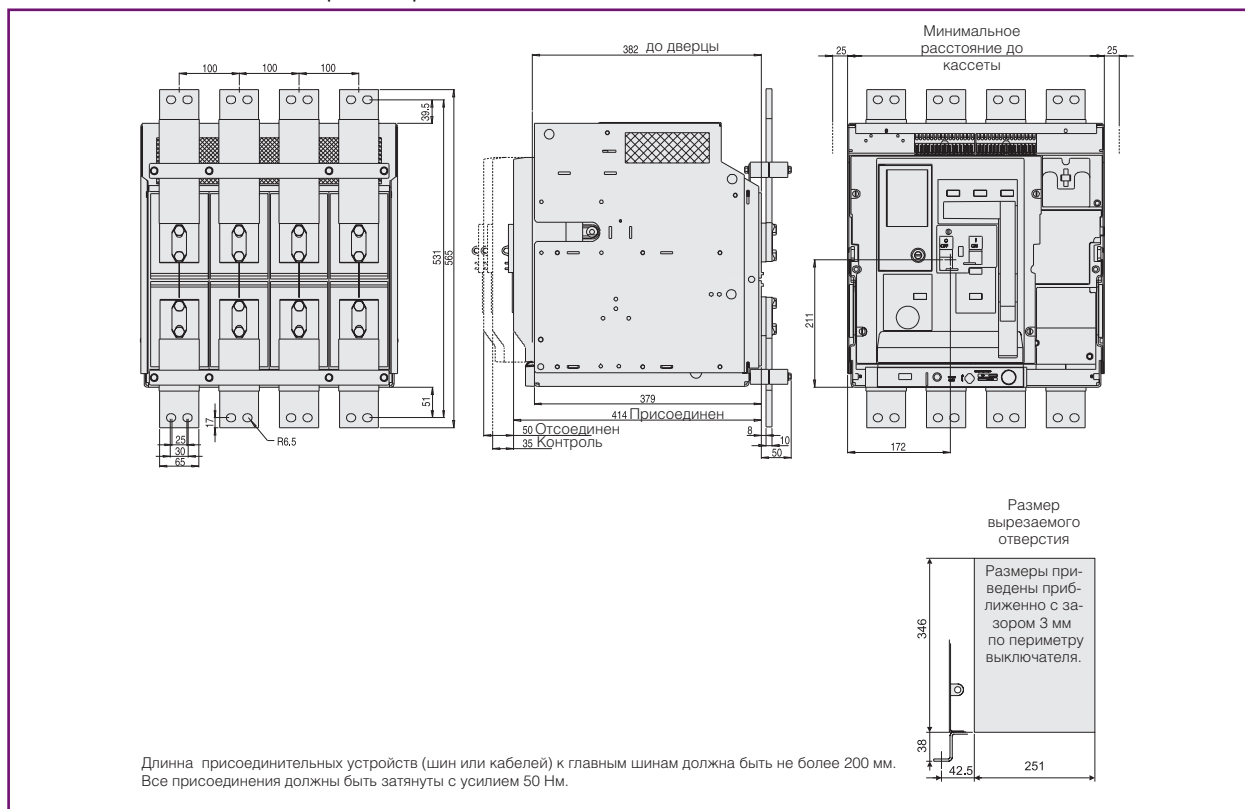 100
100
100
39.5
531
565
51
17
25
30
65
R6,5
382 до дверцы
379
414 Присоединен
50 Отсоединен
35 Контроль
8
10
50
Минимальное
расстояние до
кассеты
25
25
OFF
ON
211
172
Размер
вырезаемого
отверстия
Размеры при-
ведены приб-
лиженно с за-
зором 3 мм
по периметру
выключателя.
346
38
42.5
251
Длинна присоединительных устройств (шин или кабелей) к главным шинам должна быть не более 200 мм.
Все присоединения должны быть затянуты с усилием 50 Нм.